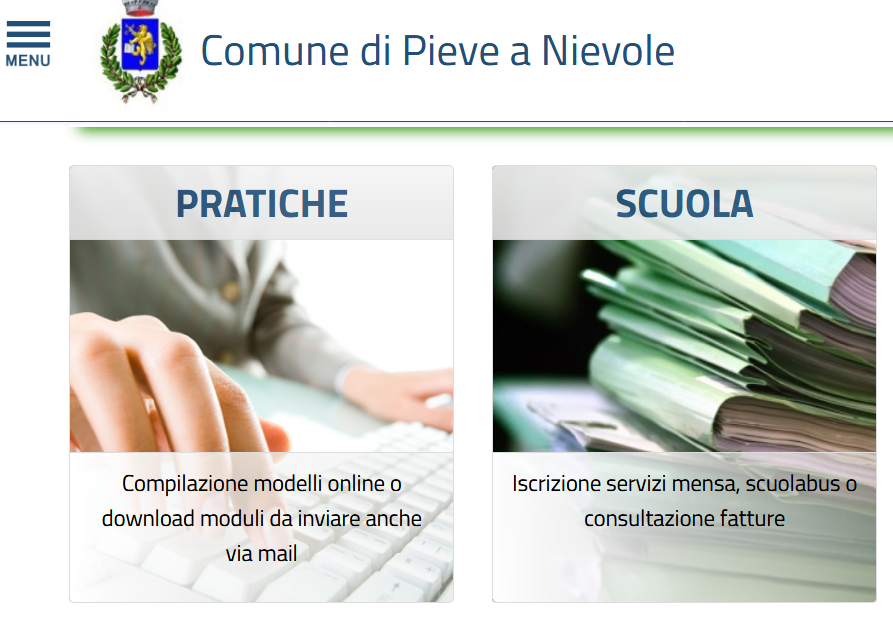 MENU
Comune di Pieve a Nievole
PRATICHE
Compilazione modelli online o
download moduli da inviare anche
via mail
SCUOLA
Iscrizione servizi mensa, scuolabus o
consultazione fatture